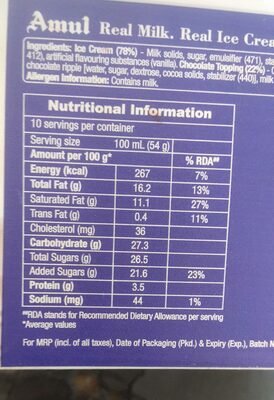 Amul Real Milk. Real Ice Crea
Ingredients: Ice Cream (78%) - Milk solids, sugar, emulsifier (471), sta
412), artificial flavouring substances (vanilla). Chocolate Topping (22%) - C
chocolate ripple [water, sugar, dextrose, cocoa solids, stabilizer (440)], milk
Allergen Information: Contains milk.
Nutritional Information
10 servings per container
Serving size 100 mL (54 g)
Amount per 100 g* % RDA##
Energy (kcal) 267 7%
Total Fat (g) 16.2 13%
Saturated Fat (g) 11.1 27%
Trans Fat (g) 0.4 11%
Cholesterol (mg) 36
Carbohydrate (g) 27.3
Total Sugars (g) 26.5
Added Sugars (g) 21.6 23%
Protein (g) 3.5
Sodium (mg) 44 1%
##RDA stands for Recommended Dietary Allowance per serving
*Average values
For MRP (incl. of all taxes), Date of Packaging (Pkd.) & Expiry (Exp.), Batch N